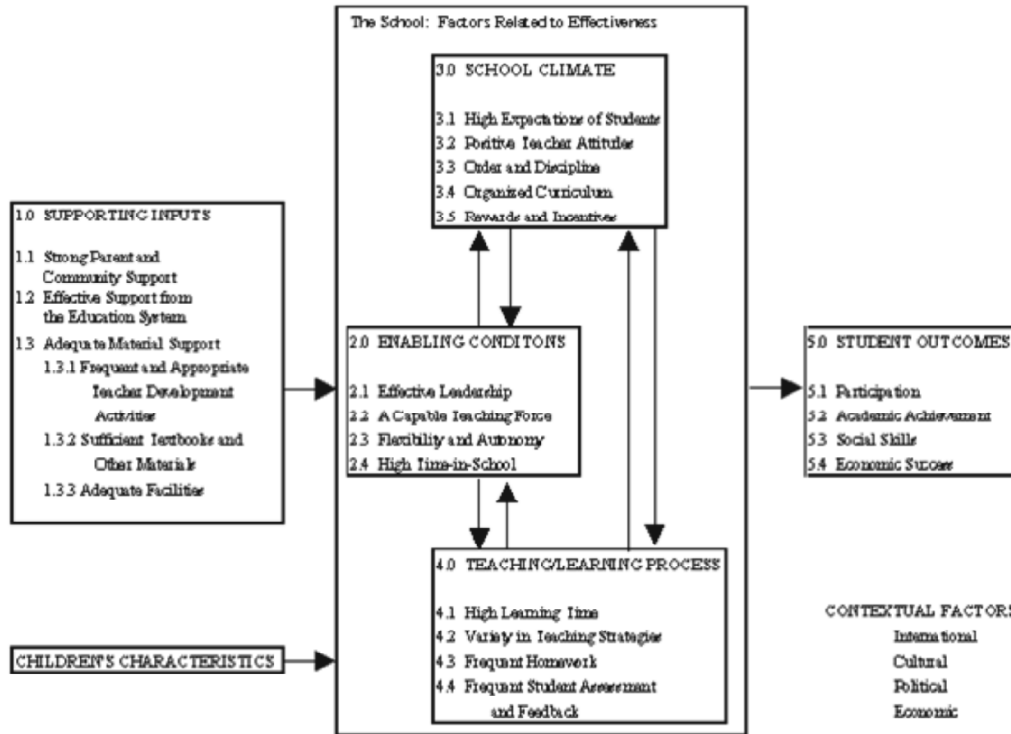 The School: Factors Related to Effectiveness
3.0 SCHOOL CLIMATE
3.1 High Expectations of Students
3.2 Positive Teacher Attitudes
3.3 Order and Discipline
3.4 Organized Curriculum
3.5 Rewards and Incentives
1.0 SUPPORTING INPUTS
1.1 Strong Parent and
Community Support
1.2 Effective Support from
the Education System
1.3 Adequate Material Support
1.3.1 Frequent and Appropriate
Teacher Development
Activities
1.3.2 Sufficient Textbooks and
Other Materials
1.3.3 Adequate Facilities
2.0 ENABLING CONDITONS
2.1 Effective Leadership
2.2 A Capable Teaching Force
2.3 Flexibility and Autonomy
2.4 High Time-in-School
5.0 STUDENT OUTCOMES
5.1 Participation
5.2 Academic Achievement
5.3 Social Skills
5.4 Economic Success
4.0 TEACHING/LEARNING PROCESS
4.1 High Learning Time
4.2 Variety in Teaching Strategies
4.3 Frequent Homework
4.4 Frequent Student Assessment
and Feedback
CHILDREN'S CHARACTERISTICS
CONTEXTUAL FACTORS
International
Cultural
Political
Economic